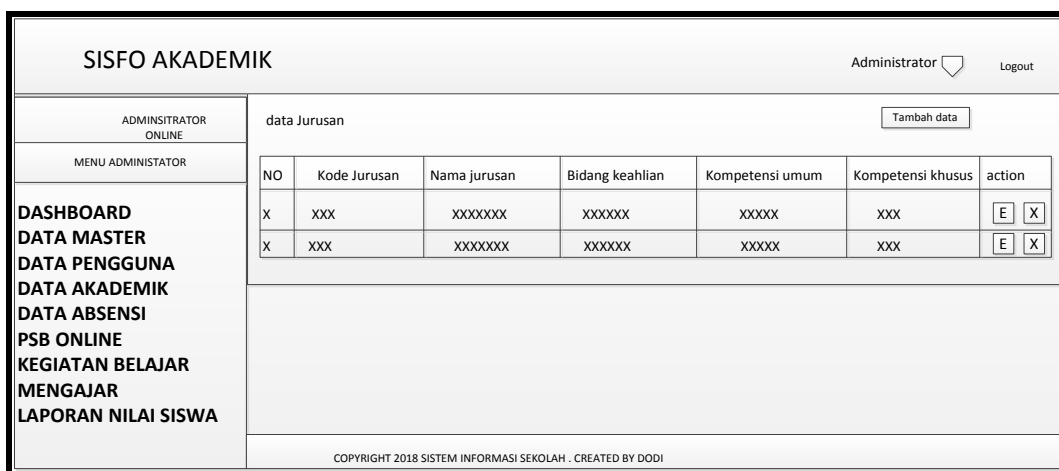 SISFO AKADEMIK
Administrator
Logout
ADMINSITRATOR
ONLINE
MENU ADMINISTATOR
DASHBOARD
DATA MASTER
DATA PENGGUNA
DATA AKADEMIK
DATA ABSENSI
PSB ONLINE
KEGIATAN BELAJAR
MENGAJAR
LAPORAN NILAI SISWA
data Jurusan
Tambah data
NO Kode Jurusan Nama jurusan Bidang keahlian Kompetensi umum Kompetensi khusus action
X XXX XXXXXXX XXXXXX XXXXX XXX E X
X XXX XXXXXXX XXXXXX XXXXX XXX E X
COPYRIGHT 2018 SISTEM INFORMASI SEKOLAH . CREATED BY DODI